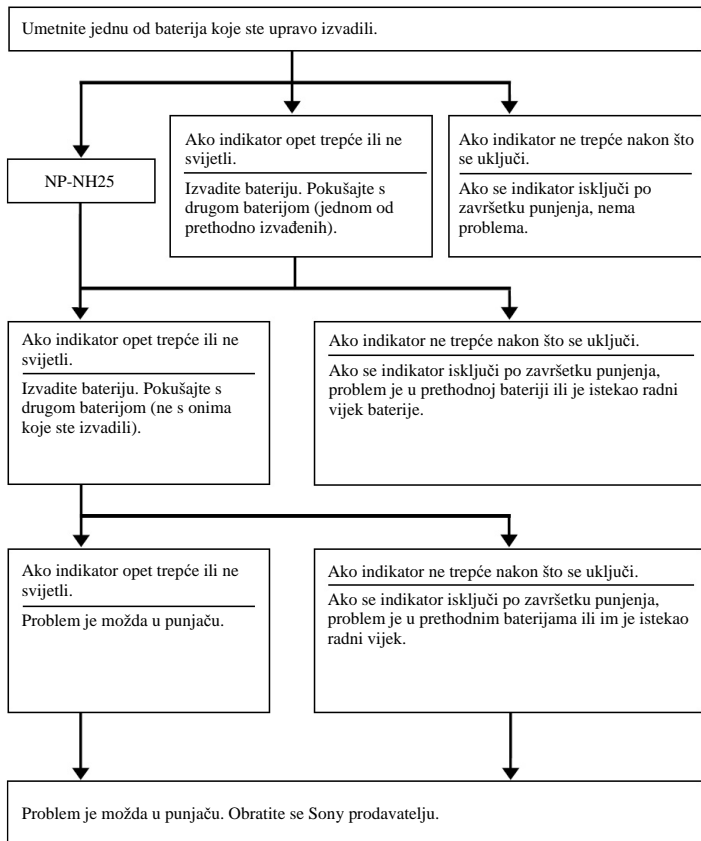 Umetnite jednu od baterija koje ste upravo izvadili.
NP-NH25
Ako indikator opet trepće ili ne
svijetli.
Izvadite bateriju. Pokušajte s
drugom baterijom (jednom od
prethodno izvađenih).
Ako indikator ne trepće nakon što
se uključi.
Ako se indikator isključi po
završetku punjenja, nema
problema.
Ako indikator opet trepće ili ne
svijetli.
Izvadite bateriju. Pokušajte s
drugom baterijom (ne s onima
koje ste izvadili).
Ako indikator ne trepće nakon što se uključi.
Ako se indikator isključi po završetku punjenja,
problem je u prethodnoj bateriji ili je istekao radni
vijek baterije.
Ako indikator opet trepće ili ne
svijetli.
Problem je možda u punjaču.
Ako indikator ne trepće nakon što se uključi.
Ako se indikator isključi po završetku punjenja,
problem je u prethodnim baterijama ili im je istekao
radni vijek.
Problem je možda u punjaču. Obratite se Sony prodavatelju.